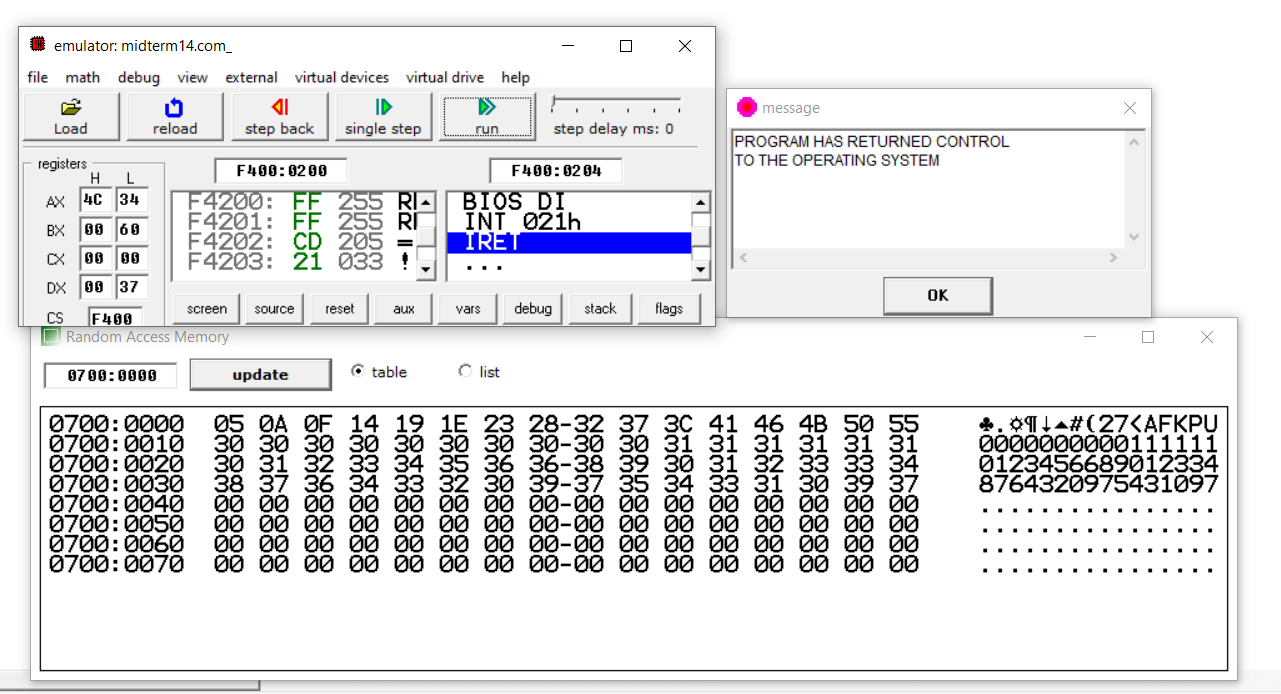 emulator: midterm14.com_
file math debug view external virtual devices virtual drive help
Load reload step back single step run step delay ms: 0
registers
H L
F400:0200 F400:0204
AX 4C 34
BX 00 60
CX 00 00
DX 00 37
CS F400
F4200: FF 255
F4201: FF 255
F4202: CD 205 =
F4203: 21 033 !
BIOS DI
INT 021h
IRET
...
screen source reset aux vars debug stack flags
message
PROGRAM HAS RETURNED CONTROL
TO THE OPERATING SYSTEM
OK
Random Access Memory
0700:0000 update table list
0700:0000 05 0A 0F 14 19 1E 23 28-32 37 3C 41 46 4B 50 55 ♣.☼¶↓▲#(27<AFKPU
0700:0010 30 30 30 30 30 30 30 30-30 30 31 31 31 31 31 31 0000000000111111
0700:0020 30 31 32 33 34 35 36 36-38 39 30 31 32 33 33 34 0123456689012334
0700:0030 38 37 36 34 33 32 30 39-37 35 34 33 31 30 39 37 8764320975431097
0700:0040 00 00 00 00 00 00 00 00-00 00 00 00 00 00 00 00 ................
0700:0050 00 00 00 00 00 00 00 00-00 00 00 00 00 00 00 00 ................
0700:0060 00 00 00 00 00 00 00 00-00 00 00 00 00 00 00 00 ................
0700:0070 00 00 00 00 00 00 00 00-00 00 00 00 00 00 00 00 ................